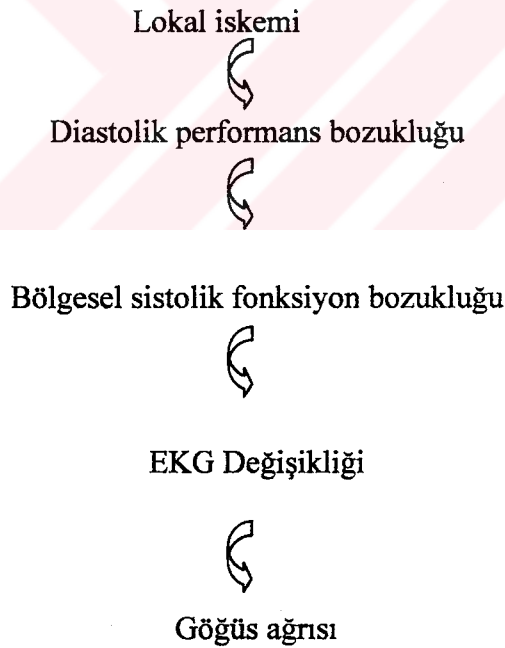 Lokal iskemi
Diastolik performans bozukluğu
Bölgesel sistolik fonksiyon bozukluğu
EKG Değişikliği
Göğüs ağrısı